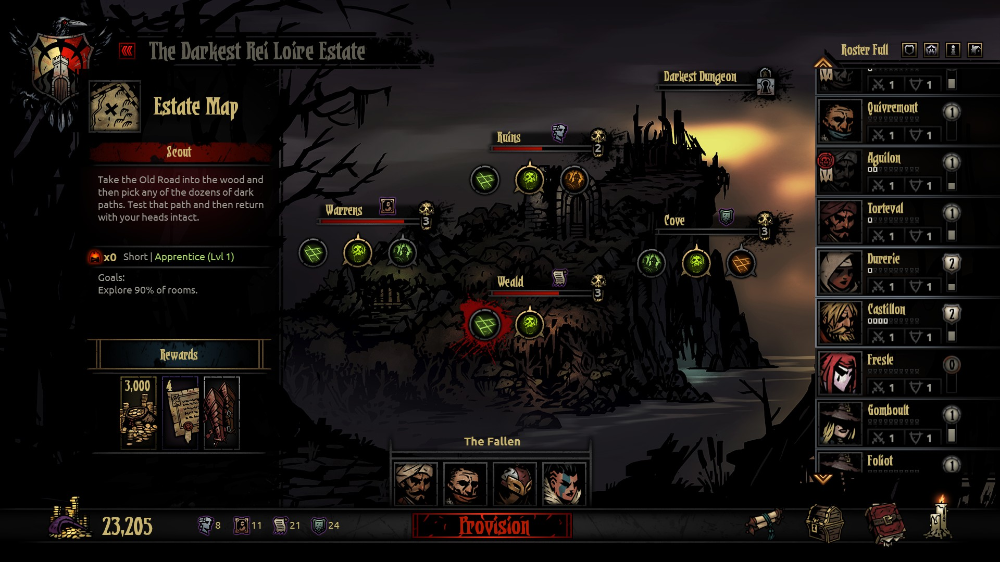 The Darkest Rei Loire Estate
Estate Map
Scout
Take the Old Road into the wood and
then pick any of the dozens of dark
paths. Test that path and then return
with your heads intact.
x0 Short | Apprentice (Lvl 1)
Goals:
Explore 90% of rooms.
Rewards
3,000
4
Darkest Dungeon
Ruins
2
Warrens
3
Cove
3
Weald
3
The Fallen
Provision
23,205
8
11
21
24
Roster Full
1 1
Quivremont
1
1 1
Aguilon
1
1 1
Torteval
1
1 1
Durerie
2
1 1
Castillon
2
1 1
Fresle
0
1 1
Gomboult
1
1 1
Foliot
1